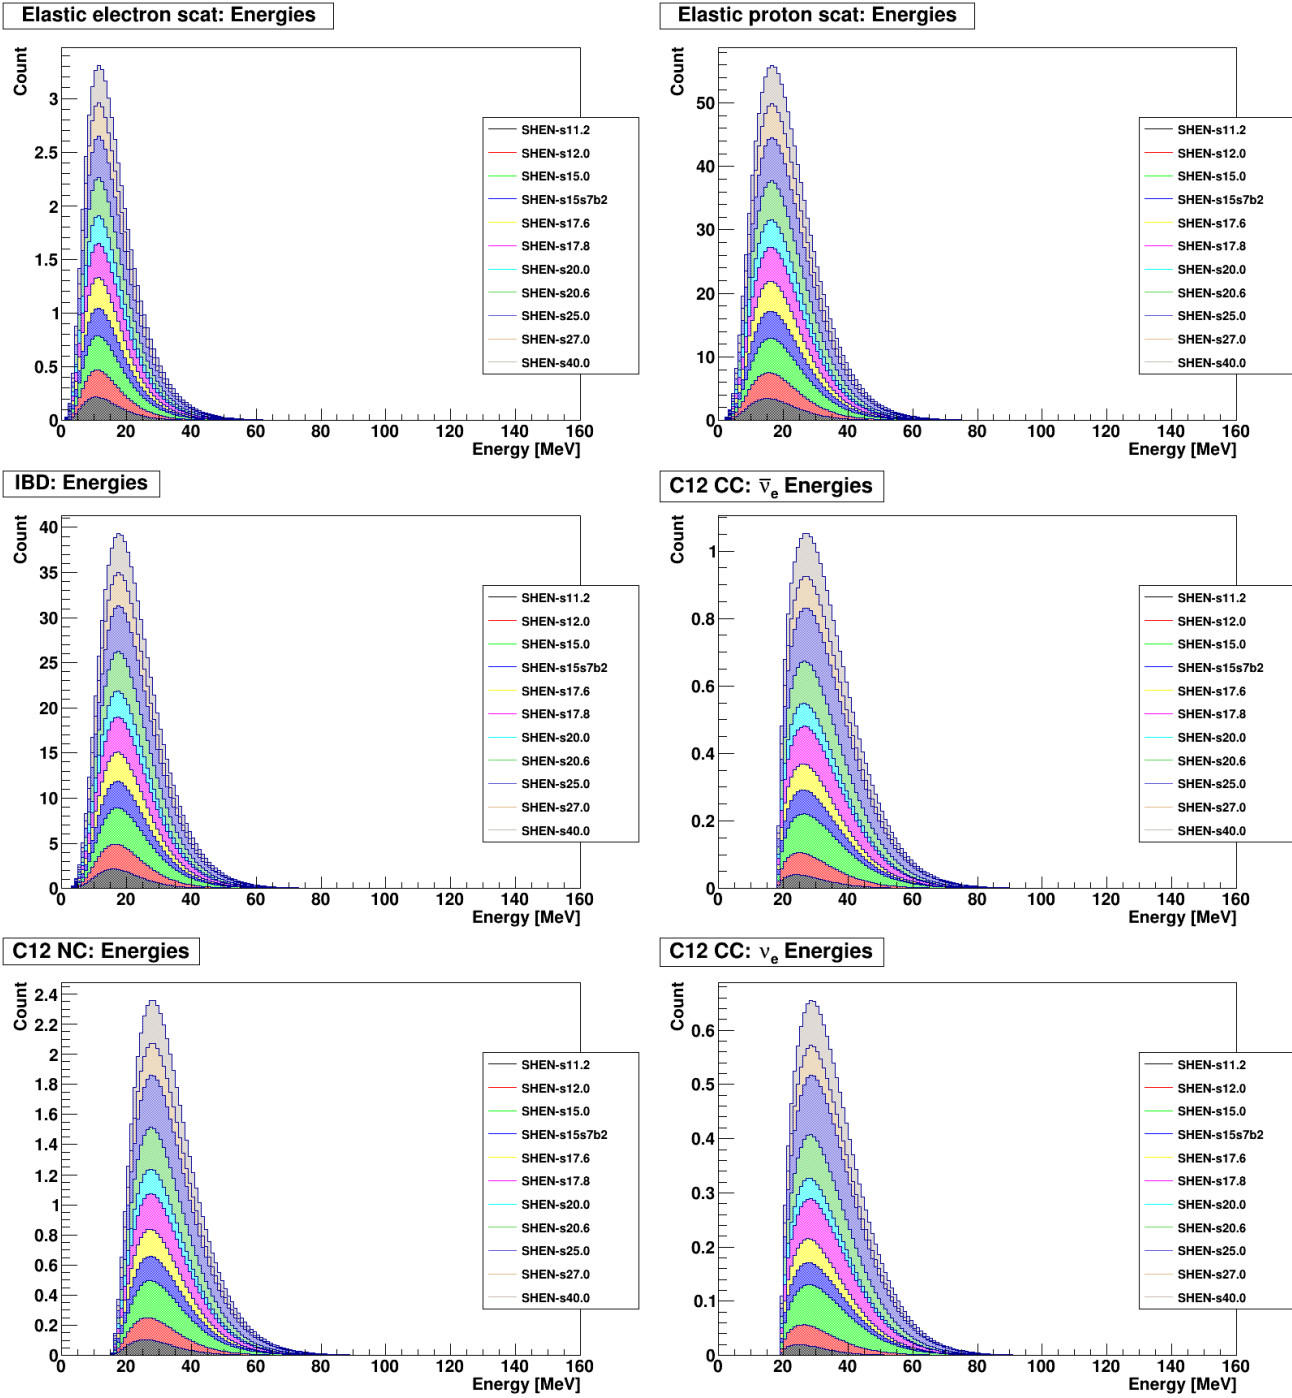 Elastic electron scat: Energies
Count
3
2.5
2
1.5
1
0.5
0
0 20 40 60 80 100 120 140 160
Energy [MeV]
SHEN-s11.2
SHEN-s12.0
SHEN-s15.0
SHEN-s15s7b2
SHEN-s17.6
SHEN-s17.8
SHEN-s20.0
SHEN-s20.6
SHEN-s25.0
SHEN-s27.0
SHEN-s40.0
Elastic proton scat: Energies
Count
50
40
30
20
10
0
0 20 40 60 80 100 120 140 160
Energy [MeV]
SHEN-s11.2
SHEN-s12.0
SHEN-s15.0
SHEN-s15s7b2
SHEN-s17.6
SHEN-s17.8
SHEN-s20.0
SHEN-s20.6
SHEN-s25.0
SHEN-s27.0
SHEN-s40.0
IBD: Energies
Count
40
35
30
25
20
15
10
5
0
0 20 40 60 80 100 120 140 160
Energy [MeV]
SHEN-s11.2
SHEN-s12.0
SHEN-s15.0
SHEN-s15s7b2
SHEN-s17.6
SHEN-s17.8
SHEN-s20.0
SHEN-s20.6
SHEN-s25.0
SHEN-s27.0
SHEN-s40.0
C12 CC: ν̅e Energies
Count
1
0.8
0.6
0.4
0.2
0
0 20 40 60 80 100 120 140 160
Energy [MeV]
SHEN-s11.2
SHEN-s12.0
SHEN-s15.0
SHEN-s15s7b2
SHEN-s17.6
SHEN-s17.8
SHEN-s20.0
SHEN-s20.6
SHEN-s25.0
SHEN-s27.0
SHEN-s40.0
C12 NC: Energies
Count
2.4
2.2
2
1.8
1.6
1.4
1.2
1
0.8
0.6
0.4
0.2
0
0 20 40 60 80 100 120 140 160
Energy [MeV]
SHEN-s11.2
SHEN-s12.0
SHEN-s15.0
SHEN-s15s7b2
SHEN-s17.6
SHEN-s17.8
SHEN-s20.0
SHEN-s20.6
SHEN-s25.0
SHEN-s27.0
SHEN-s40.0
C12 CC: νe Energies
Count
0.6
0.5
0.4
0.3
0.2
0.1
0
0 20 40 60 80 100 120 140 160
Energy [MeV]
SHEN-s11.2
SHEN-s12.0
SHEN-s15.0
SHEN-s15s7b2
SHEN-s17.6
SHEN-s17.8
SHEN-s20.0
SHEN-s20.6
SHEN-s25.0
SHEN-s27.0
SHEN-s40.0